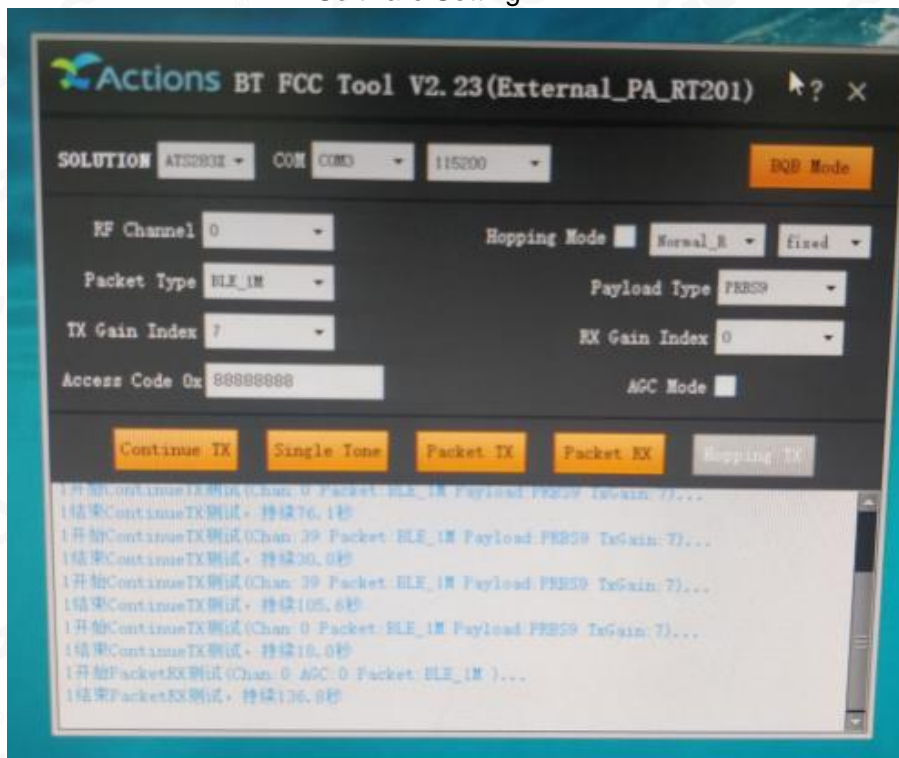 Software Setting
Actions BT FCC Tool V2.23(External_PA_RT201) ? ×
SOLUTION ATS283X COM COM3 115200 BQB Mode
RF Channel 0 Hopping Mode Normal_R fixed
Packet Type BLE_1M Payload Type PRBS9
TX Gain Index 7 RX Gain Index 0
Access Code 0x 88888888 AGC Mode
Continue TX Single Tone Packet TX Packet RX Hopping TX
1开始ContinueTX测试(Chan:0 Packet:BLE_1M Payload:PRBS9 TxGain:7)...
1结束ContinueTX测试，持续76.1秒
1开始ContinueTX测试(Chan:39 Packet:BLE_1M Payload:PRBS9 TxGain:7)...
1结束ContinueTX测试，持续30.0秒
1开始ContinueTX测试(Chan:39 Packet:BLE_1M Payload:PRBS9 TxGain:7)...
1结束ContinueTX测试，持续105.6秒
1开始ContinueTX测试(Chan:0 Packet:BLE_1M Payload:PRBS9 TxGain:7)...
1结束ContinueTX测试，持续18.0秒
1开始PacketRX测试(Chan:0 AGC:0 Packet:BLE_1M )...
1结束PacketRX测试，持续136.8秒